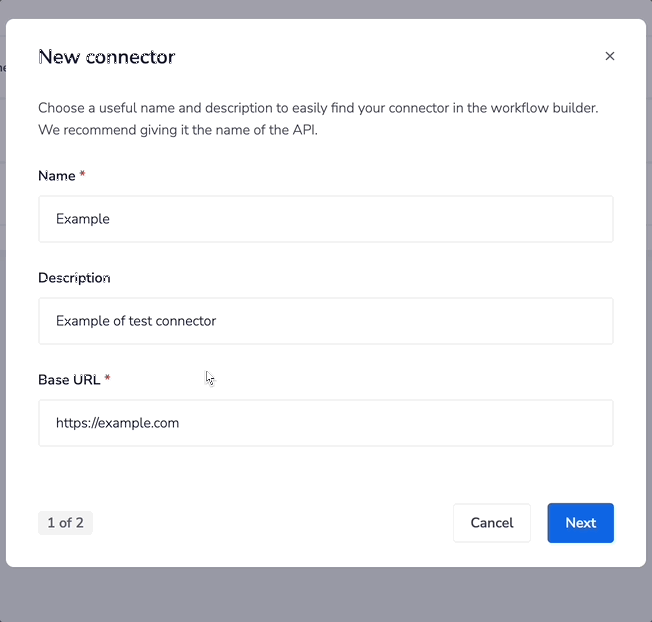 New connector
Choose a useful name and description to easily find your connector in the workflow builder.
We recommend giving it the name of the API.
Name *
Example
Description
Example of test connector
Base URL *
https://example.com
1 of 2
Cancel
Next